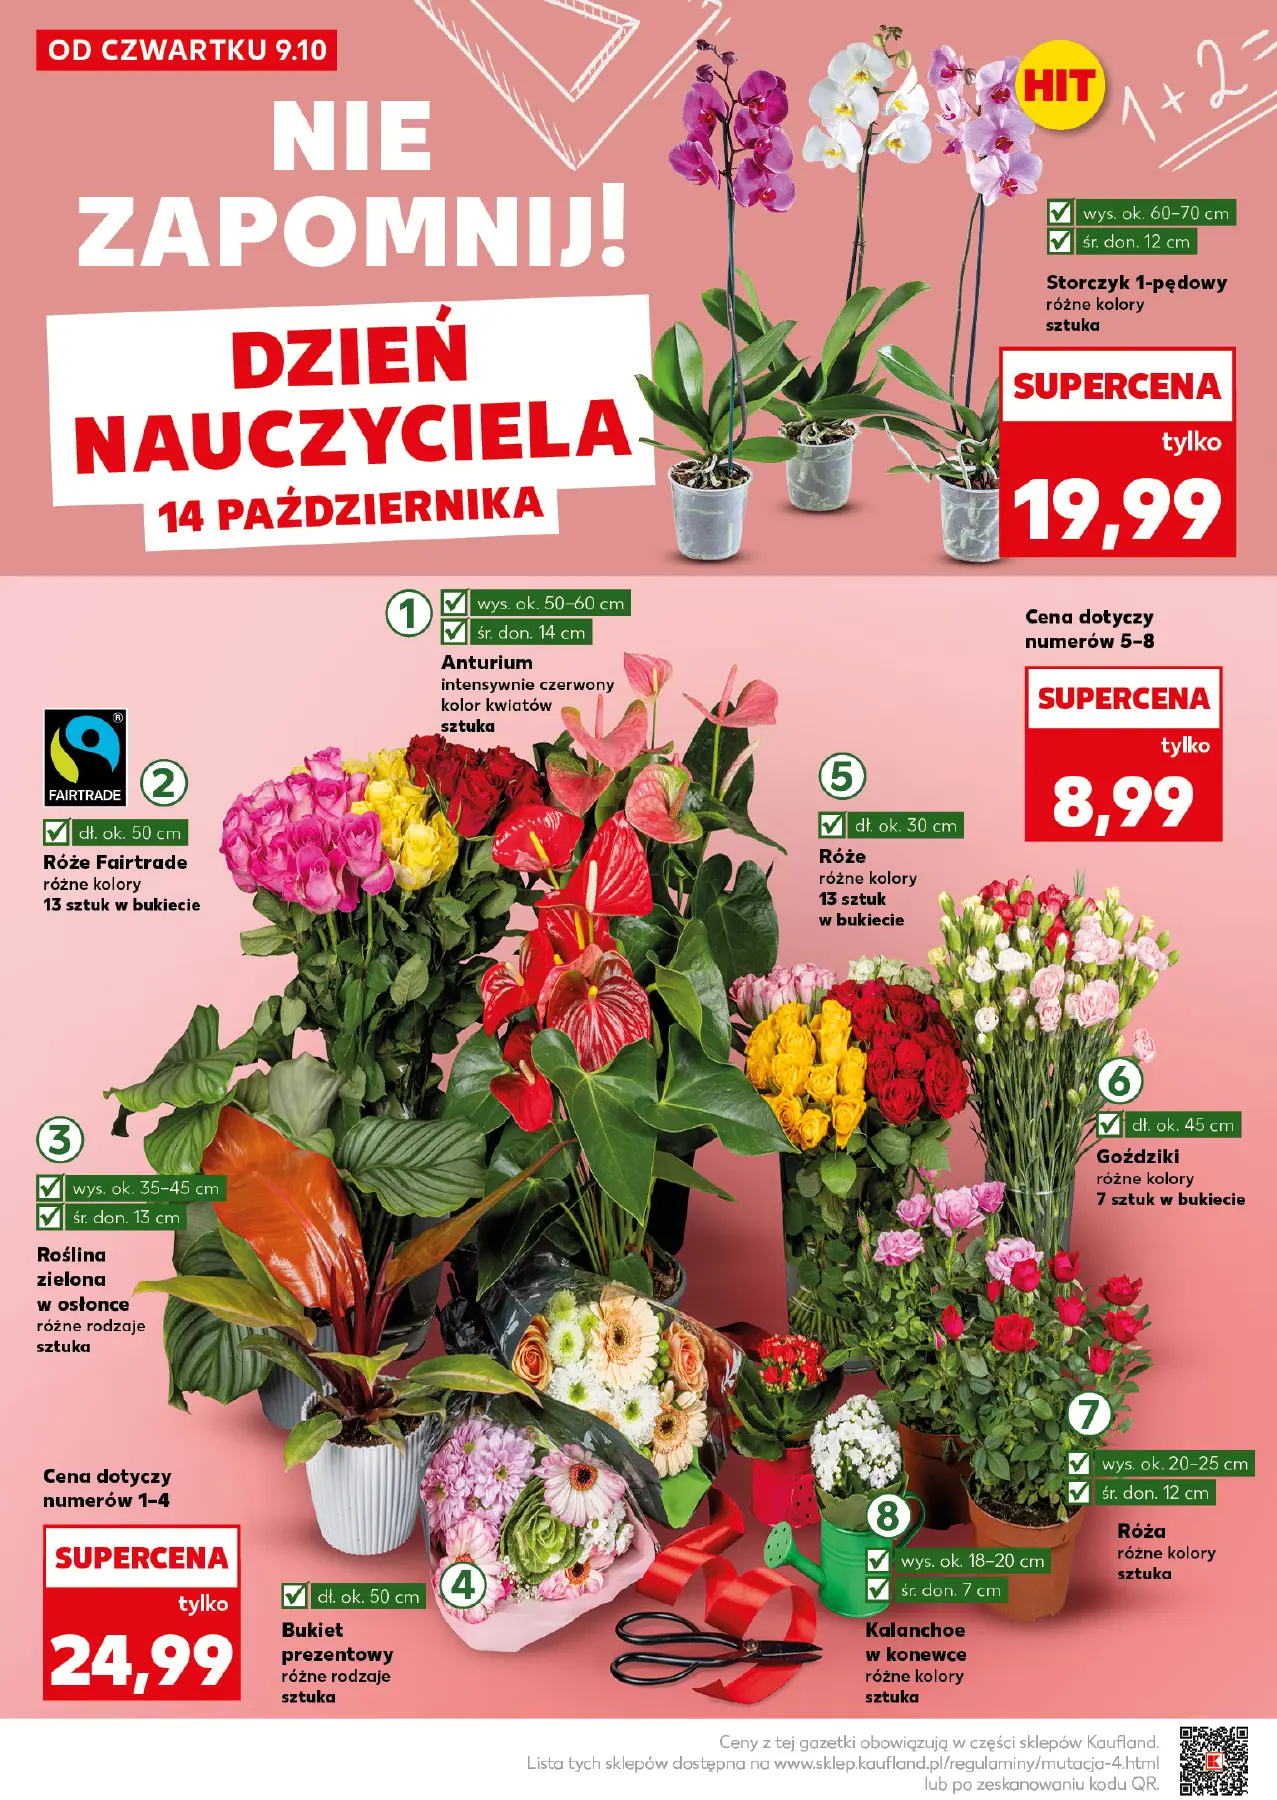 OD CZWARTKU 9.10
NIE
ZAPOMNIJ!
DZIEŃ
NAUCZYCIELA
14 PAŹDZIERNIKA
HIT
1+2=
wys. ok. 60–70 cm
śr. don. 12 cm
Storczyk 1-pędowy
różne kolory
sztuka
SUPERCENA
tylko
19,99
1
wys. ok. 50–60 cm
śr. don. 14 cm
Anturium
intensywnie czerwony
kolor kwiatów
sztuka
Cena dotyczy
numerów 5–8
SUPERCENA
tylko
8,99
®
FAIRTRADE
2
dł. ok. 50 cm
Róże Fairtrade
różne kolory
13 sztuk w bukiecie
5
dł. ok. 30 cm
Róże
różne kolory
13 sztuk
w bukiecie
6
dł. ok. 45 cm
Goździki
różne kolory
7 sztuk w bukiecie
3
wys. ok. 35–45 cm
śr. don. 13 cm
Roślina
zielona
w osłonce
różne rodzaje
sztuka
7
wys. ok. 20–25 cm
śr. don. 12 cm
Róża
różne kolory
sztuka
Cena dotyczy
numerów 1–4
SUPERCENA
tylko
24,99
4
dł. ok. 50 cm
Bukiet
prezentowy
różne rodzaje
sztuka
8
wys. ok. 18–20 cm
śr. don. 7 cm
Kalanchoe
w konewce
różne kolory
sztuka
Ceny z tej gazetki obowiązują w części sklepów Kaufland.
Lista tych sklepów dostępna na www.sklep.kaufland.pl/regulaminy/mutacja-4.html
lub po zeskanowaniu kodu QR.